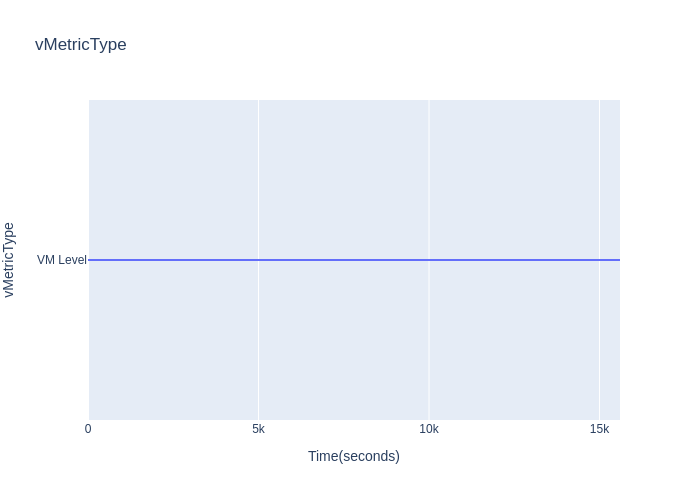 vMetricType
vMetricType
VM Level
0 5k 10k 15k
Time(seconds)